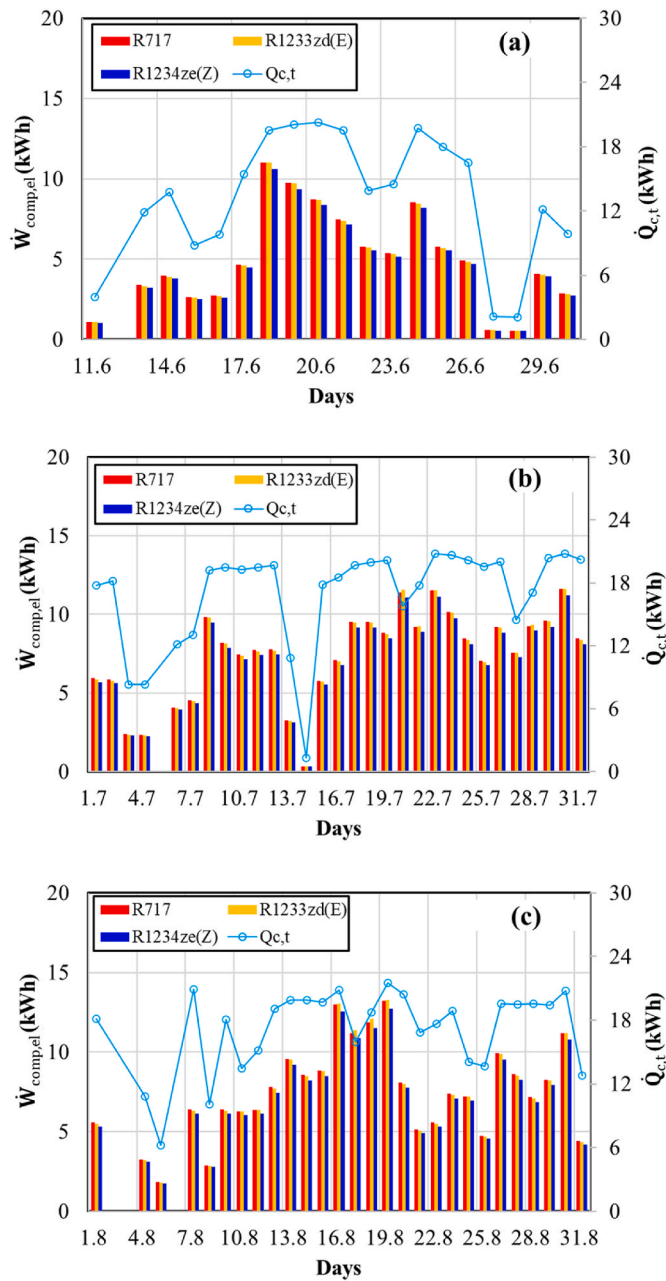 20
15
10
5
0
Ẇcomp,el (kWh)
R717
R1233zd(E)
R1234ze(Z)
Qc,t
(a)
30
24
18
12
6
0
Q̇c,t (kWh)
11.6 14.6 17.6 20.6 23.6 26.6 29.6
Days
20
15
10
5
0
Ẇcomp,el (kWh)
R717
R1233zd(E)
R1234ze(Z)
Qc,t
(b)
30
24
18
12
6
0
Q̇c,t (kWh)
1.7 4.7 7.7 10.7 13.7 16.7 19.7 22.7 25.7 28.7 31.7
Days
20
15
10
5
0
Ẇcomp,el (kWh)
R717
R1233zd(E)
R1234ze(Z)
Qc,t
(c)
30
24
18
12
6
0
Q̇c,t (kWh)
1.8 4.8 7.8 10.8 13.8 16.8 19.8 22.8 25.8 28.8 31.8
Days